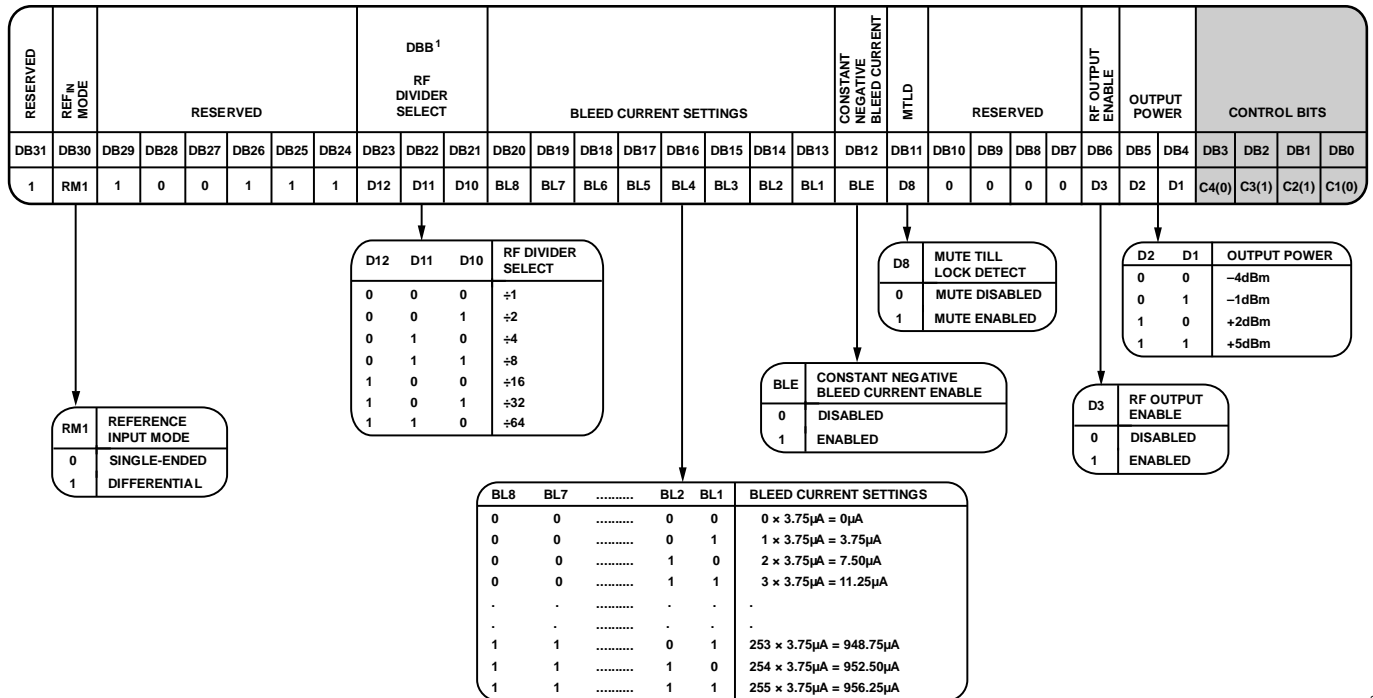 RESERVED
REFIN MODE
RESERVED
DBB1
RF DIVIDER SELECT
BLEED CURRENT SETTINGS
CONSTANT NEGATIVE BLEED CURRENT
MTLD
RESERVED
RF OUTPUT ENABLE
OUTPUT POWER
CONTROL BITS
DB31 DB30 DB29 DB28 DB27 DB26 DB25 DB24 DB23 DB22 DB21 DB20 DB19 DB18 DB17 DB16 DB15 DB14 DB13 DB12 DB11 DB10 DB9 DB8 DB7 DB6 DB5 DB4 DB3 DB2 DB1 DB0
1 RM1 1 0 0 1 1 1 D12 D11 D10 BL8 BL7 BL6 BL5 BL4 BL3 BL2 BL1 BLE D8 0 0 0 0 D3 D2 D1 C4(0) C3(1) C2(1) C1(0)
D12 D11 D10 RF DIVIDER SELECT
0 0 0 ÷1
0 0 1 ÷2
0 1 0 ÷4
0 1 1 ÷8
1 0 0 ÷16
1 0 1 ÷32
1 1 0 ÷64
D8 MUTE TILL LOCK DETECT
0 MUTE DISABLED
1 MUTE ENABLED
D2 D1 OUTPUT POWER
0 0 –4dBm
0 1 –1dBm
1 0 +2dBm
1 1 +5dBm
BLE CONSTANT NEGATIVE BLEED CURRENT ENABLE
0 DISABLED
1 ENABLED
D3 RF OUTPUT ENABLE
0 DISABLED
1 ENABLED
RM1 REFERENCE INPUT MODE
0 SINGLE-ENDED
1 DIFFERENTIAL
BL8 BL7 .......... BL2 BL1 BLEED CURRENT SETTINGS
0 0 .......... 0 0 0 × 3.75µA = 0µA
0 0 .......... 0 1 1 × 3.75µA = 3.75µA
0 0 .......... 1 0 2 × 3.75µA = 7.50µA
0 0 .......... 1 1 3 × 3.75µA = 11.25µA
. . .......... . . .
. . .......... . . .
1 1 .......... 0 1 253 × 3.75µA = 948.75µA
1 1 .......... 1 0 254 × 3.75µA = 952.50µA
1 1 .......... 1 1 255 × 3.75µA = 956.25µA